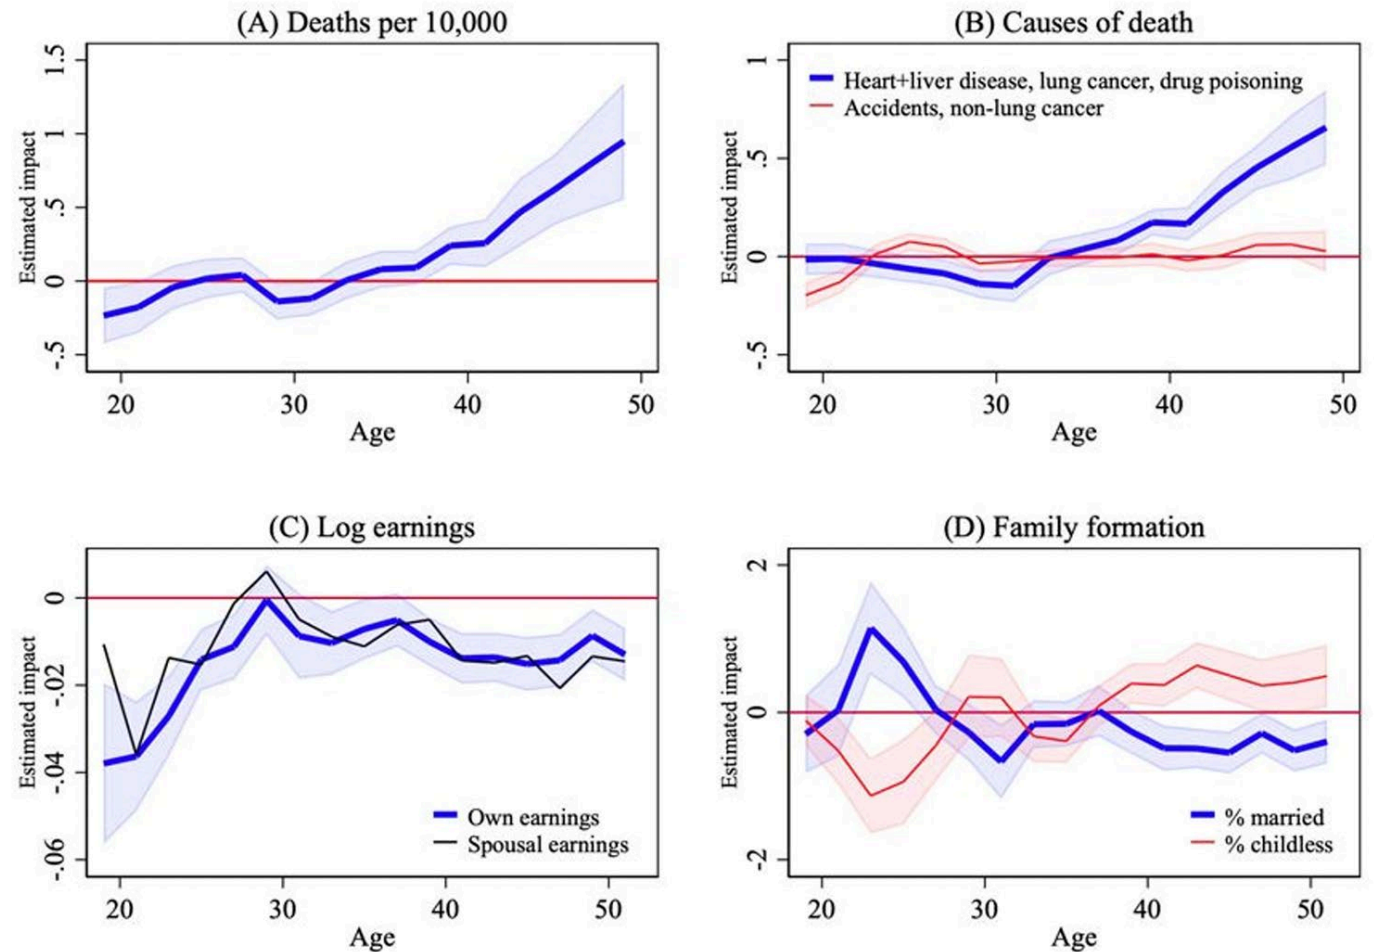 (A) Deaths per 10,000
Estimated impact
1.5
1
.5
0
-.5
20 30 40 50
Age
(B) Causes of death
Heart+liver disease, lung cancer, drug poisoning
Accidents, non-lung cancer
Estimated impact
1
.5
0
-.5
20 30 40 50
Age
(C) Log earnings
Estimated impact
0
-.02
-.04
-.06
Own earnings
Spousal earnings
20 30 40 50
Age
(D) Family formation
Estimated impact
2
0
-2
% married
% childless
20 30 40 50
Age